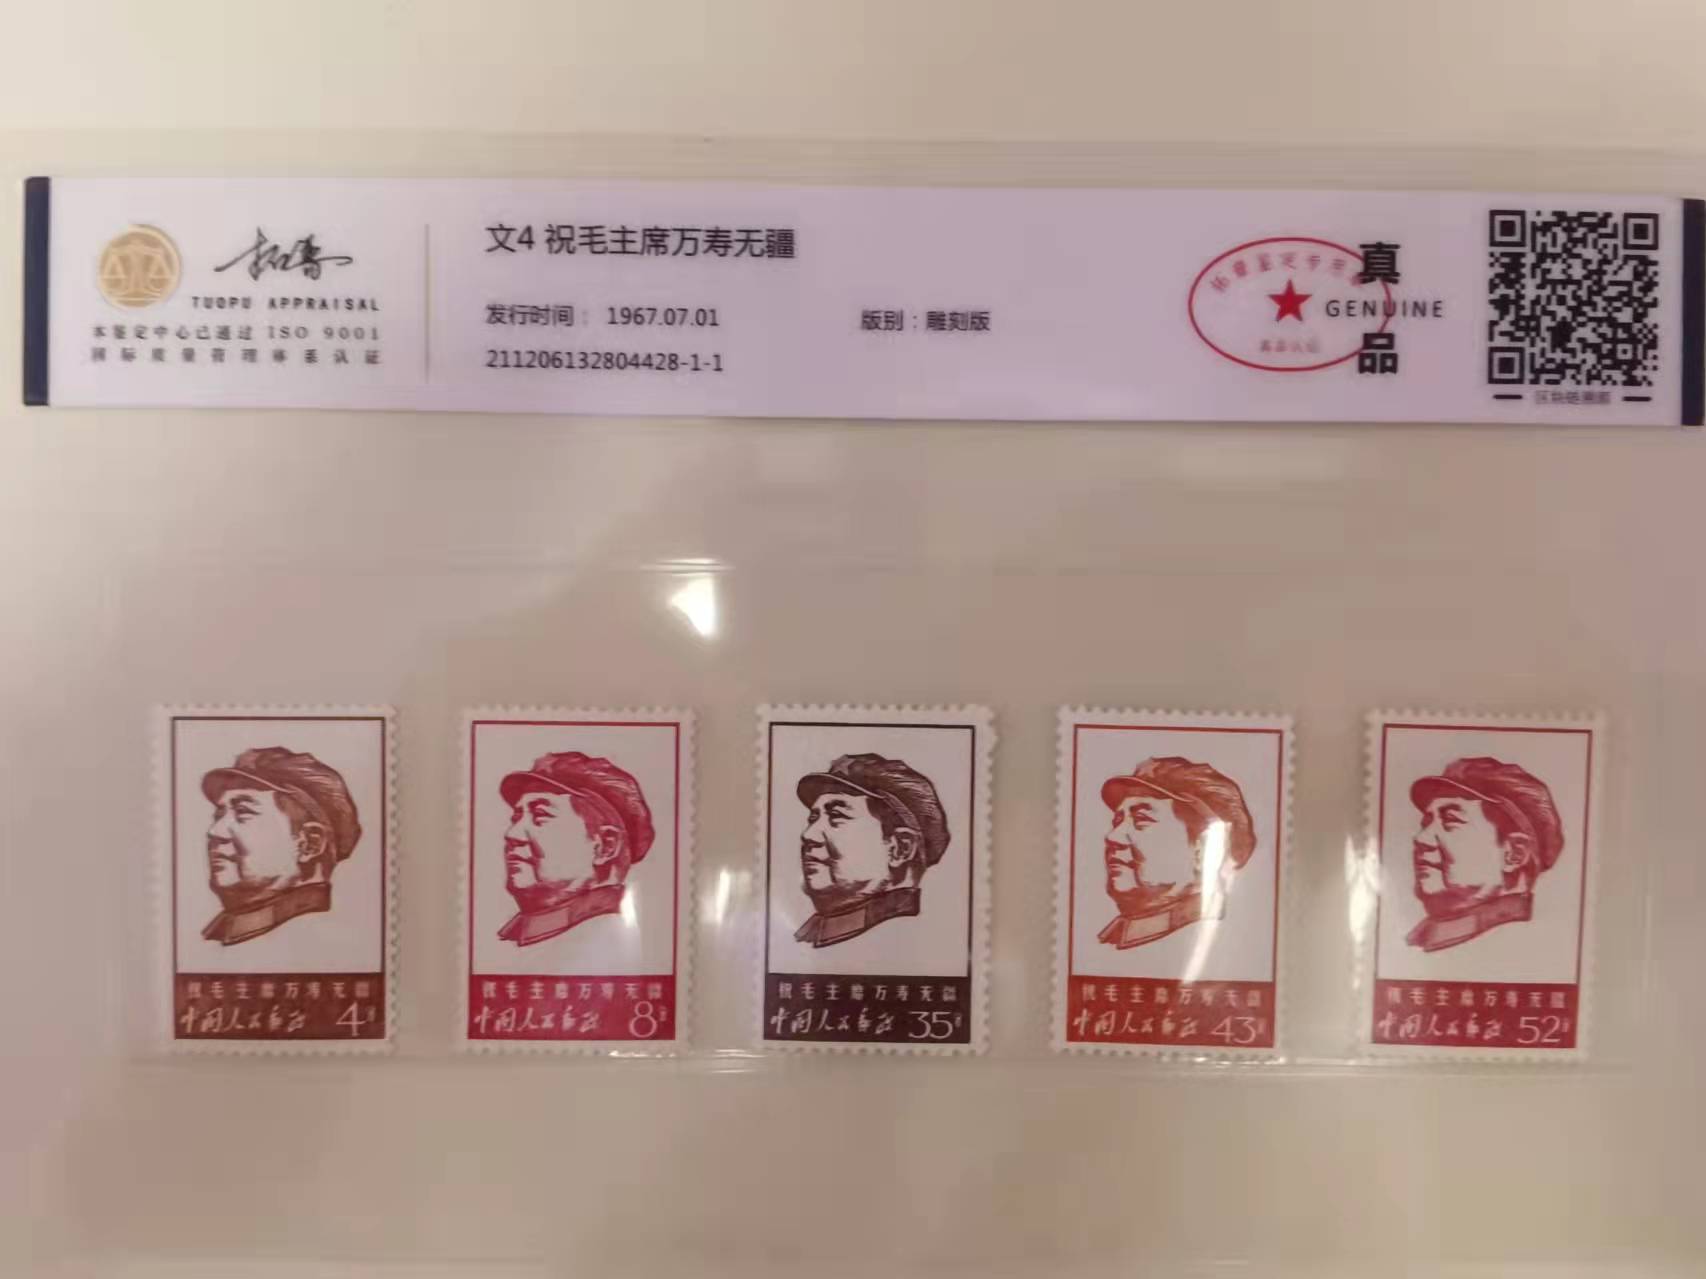 拓普
TUOPU APPRAISAL
本鉴定中心已通过 ISO 9001
国际质量管理体系认证
文4 祝毛主席万寿无疆
发行时间： 1967.07.01
版别：雕刻版
211206132804428-1-1
真
GENUINE
品
祝毛主席万寿无疆
中国人民邮政 4分
祝毛主席万寿无疆
中国人民邮政 8分
祝毛主席万寿无疆
中国人民邮政 35分
祝毛主席万寿无疆
中国人民邮政 43分
祝毛主席万寿无疆
中国人民邮政 52分